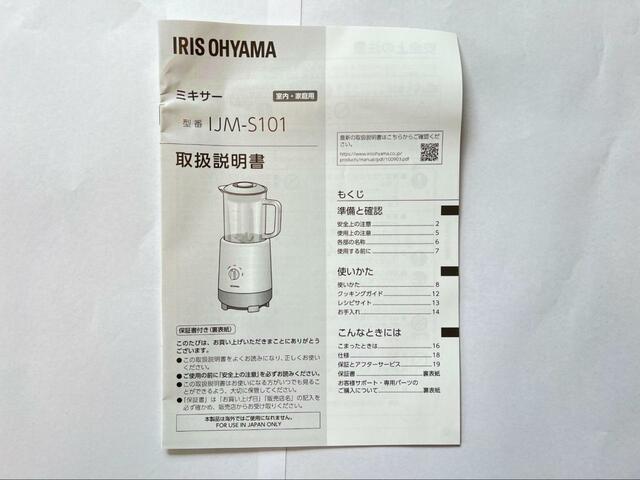 IRIS OHYAMA
ミキサー
室内・家庭用
型番 IJM-S101
取扱説明書
保証書付き(裏表紙)
このたびは、お買い上げいただきまことにありがとう
ございます。
●この取扱説明書をよくお読みになり、正しくお使い
ください。
●ご使用の前に「安全上の注意」を必ずお読みください。
●この取扱説明書はお使いになる方がいつでも見るこ
とができるよう、大切に保管してください。
●「保証書」は「お買い上げ日」「販売店名」の記入を
必ず確かめ、販売店からお受け取りください。
本製品は海外ではご使用になれません。
FOR USE IN JAPAN ONLY
最新の取扱説明書はこちらからご確認くだ
さい。
https://www.irisohyama.co.jp/
products/manual/pdf/100903.pdf
もくじ
準備と確認
安全上の注意 2
使用上の注意 5
各部の名称 6
使用する前に 7
使いかた
使いかた 8
クッキングガイド 12
レシピサイト 13
お手入れ 14
こんなときには
こまったときは 16
仕様 18
保証とアフターサービス 19
保証書 裏表紙
お客様サポート・専用パーツの
ご購入について 裏表紙